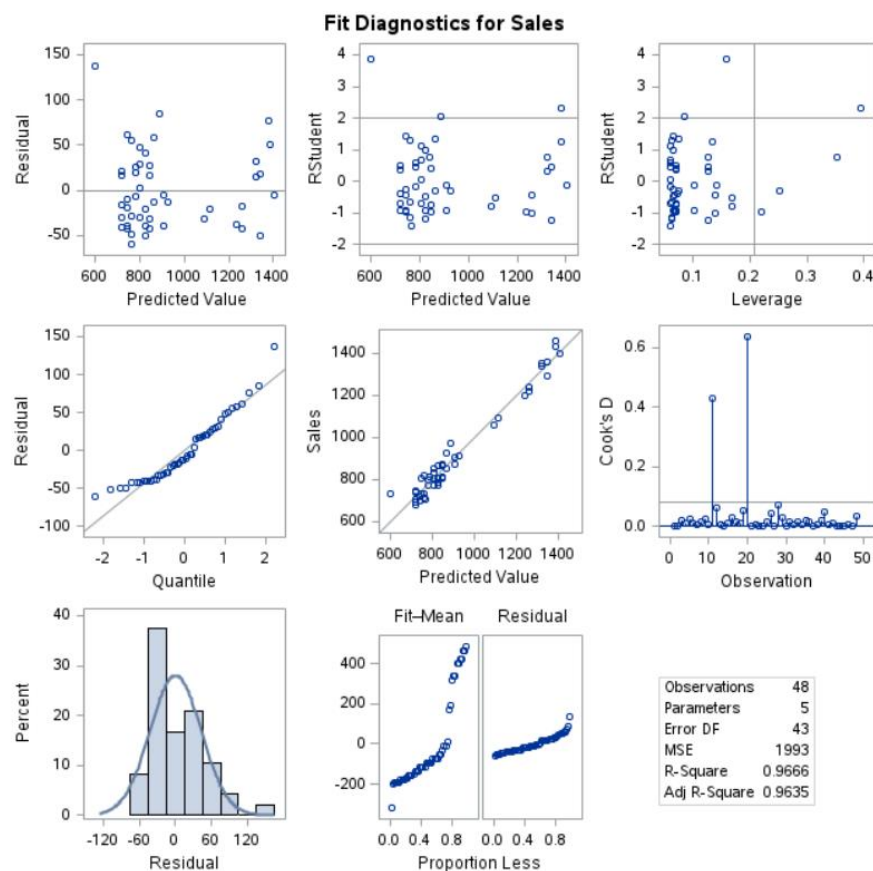 Fit Diagnostics for Sales
150
100
50
0
-50
Residual
600 800 1000 1200 1400
Predicted Value
4
3
2
1
0
-1
-2
RStudent
600 800 1000 1200 1400
Predicted Value
4
3
2
1
0
-1
-2
RStudent
0.1 0.2 0.3 0.4
Leverage
150
100
50
0
-50
-100
Residual
-2 -1 0 1 2
Quantile
1400
1200
1000
800
600
Sales
600 800 1000 1200 1400
Predicted Value
0.6
0.4
0.2
0.0
Cook's D
0 10 20 30 40 50
Observation
40
30
20
10
0
Percent
-120 -60 0 60 120
Residual
Fit–Mean Residual
400
200
0
-200
0.0 0.4 0.8 0.0 0.4 0.8
Proportion Less
Observations 48
Parameters 5
Error DF 43
MSE 1993
R-Square 0.9666
Adj R-Square 0.9635